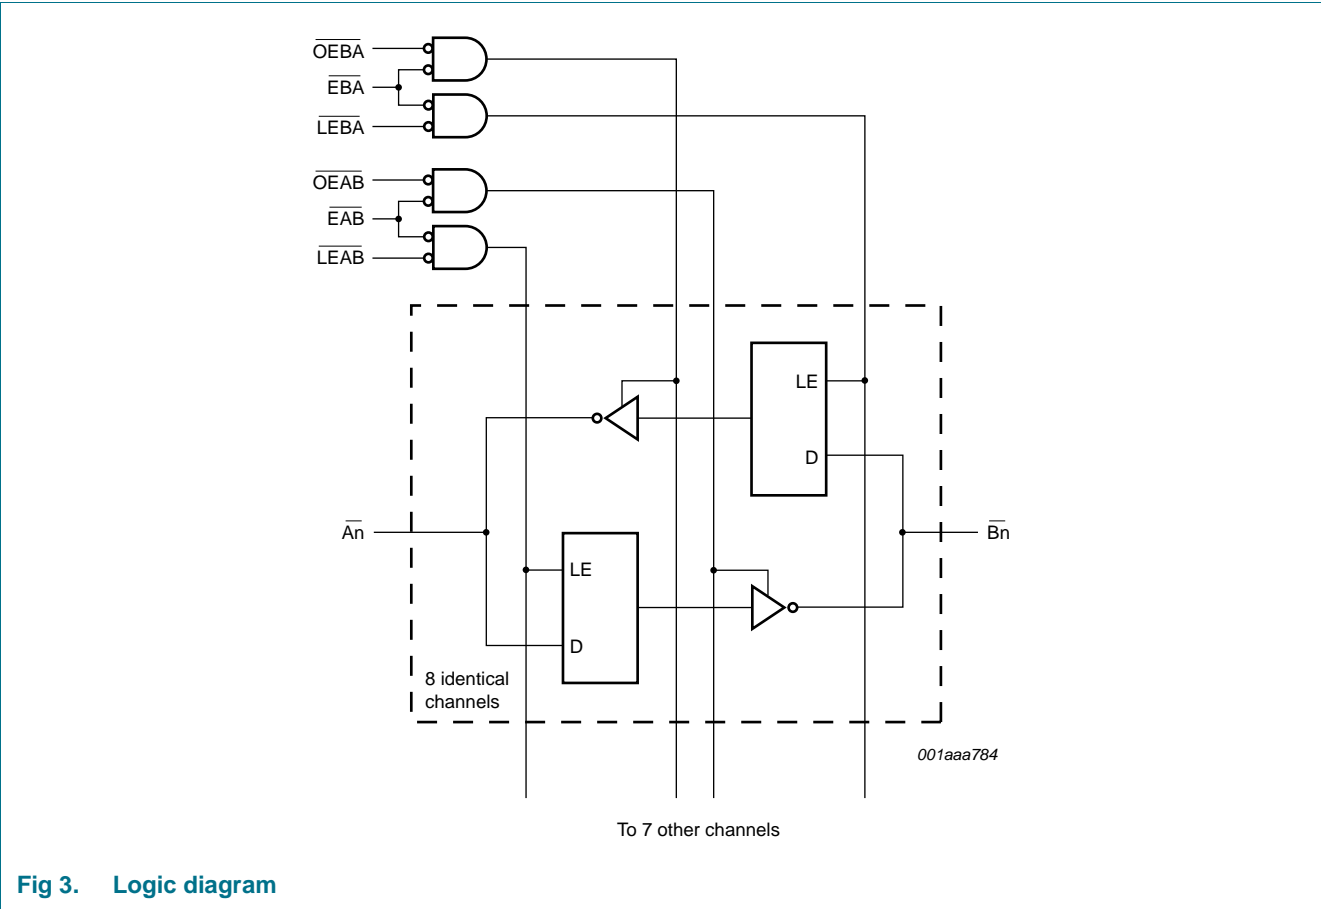 OEBA
EBA
LEBA
OEAB
EAB
LEAB
LE
D
An
Bn
LE
D
8 identical
channels
001aaa784
To 7 other channels
Fig 3. Logic diagram